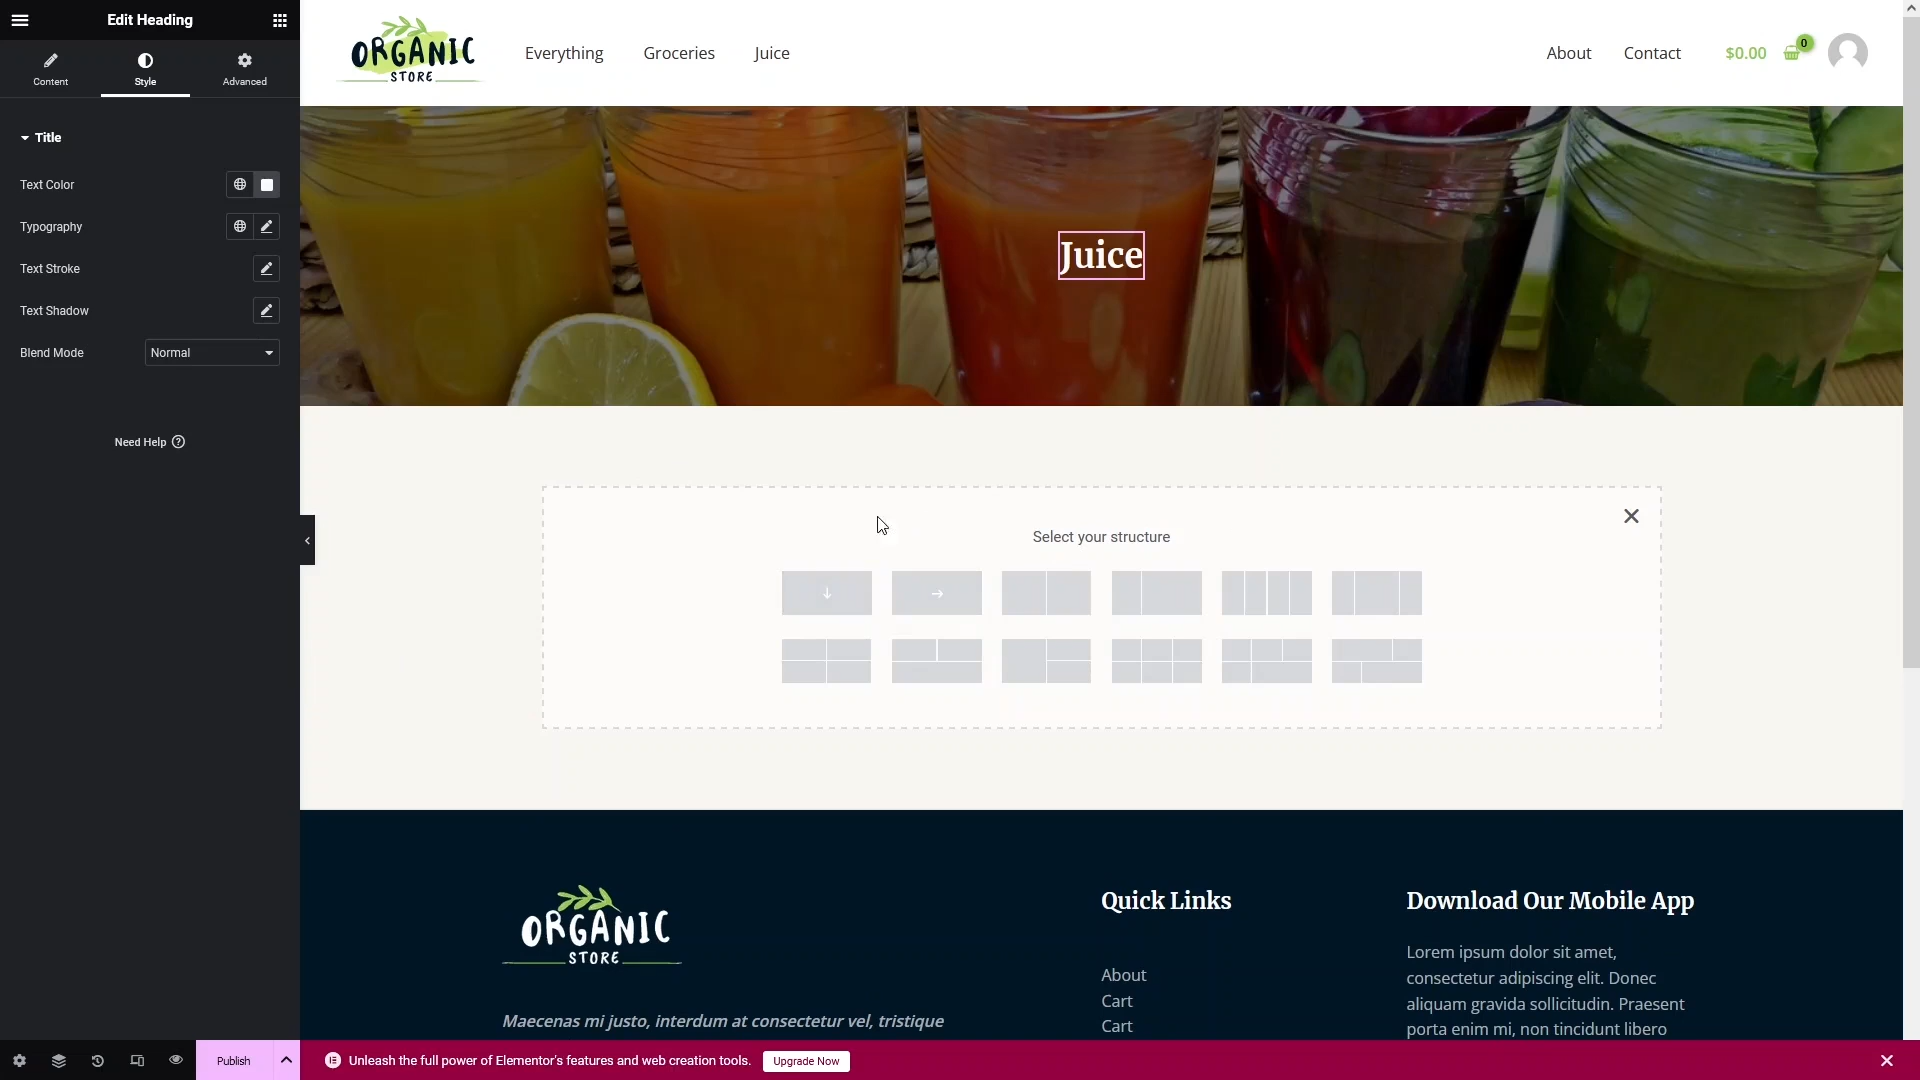 Edit Heading
Content
Style
Advanced
Title
Text Color
Typography
Text Stroke
Text Shadow
Blend Mode
Normal
Need Help
Publish
ORGANIC
STORE
Everything
Groceries
Juice
About
Contact
$0.00
0
Juice
Select your structure
ORGANIC
STORE
Maecenas mi justo, interdum at consectetur vel, tristique
Quick Links
About
Cart
Cart
Download Our Mobile App
Lorem ipsum dolor sit amet,
consectetur adipiscing elit. Donec
aliquam gravida sollicitudin. Praesent
porta enim mi, non tincidunt libero
Unleash the full power of Elementor's features and web creation tools.
Upgrade Now